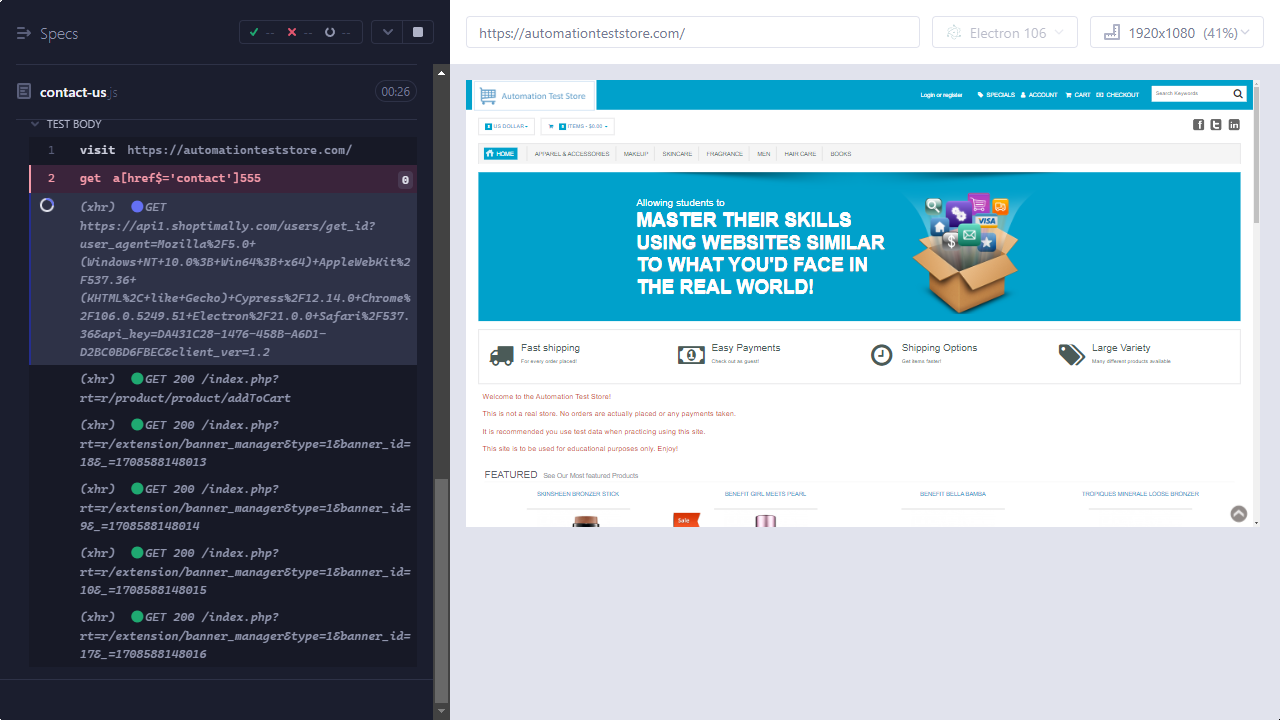 Specs
--
--
--
contact-us.js
00:26
TEST BODY
1 visit https://automationteststore.com/
2 get a[href$='contact']555 0
(xhr) GET
https://api1.shoptimally.com/ors/get_id?
user_agent=Mozilla%2F5.0+
(Windows+NT+10.0%3B+Win64%3B+x64)+AppleWebKit%2
F537.36+
(KHTML%2C+like+Gecko)+Cypress%2F12.14.0+Chrome%
2F106.0.5249.51+Electron%2F21.0.0+Safari%2F537.
36&api_key=DA431C28-1476-458B-A6D1-
D2BC0DD6FBEC&client_ver=1.2
(xhr) GET 200 /index.php?
rt=r/product/product/addToCart
(xhr) GET 200 /index.php?
rt=r/extension/banner_manager&type=1&banner_id=
18&_=1708588148013
(xhr) GET 200 /index.php?
rt=r/extension/banner_manager&type=1&banner_id=
9&_=1708588148014
(xhr) GET 200 /index.php?
rt=r/extension/banner_manager&type=1&banner_id=
10&_=1708588148015
(xhr) GET 200 /index.php?
rt=r/extension/banner_manager&type=1&banner_id=
17&_=1708588148016
https://automationteststore.com/
Electron 106
1920x1080 (41%)
Automation Test Store
Login or register SPECIALS ACCOUNT CART CHECKOUT
Search Keywords
US DOLLAR
ITEMS - $0.00
HOME APPAREL & ACCESSORIES MAKEUP SKINCARE FRAGRANCE MEN HAIR CARE BOOKS
Allowing students to
MASTER THEIR SKILLS
USING WEBSITES SIMILAR
TO WHAT YOU'D FACE IN
THE REAL WORLD!
VISA
Fast shipping
For every order placed!
Easy Payments
Check out as guest!
Shipping Options
Get items faster!
Large Variety
Many different products available
Welcome to the Automation Test Store!
This is not a real store. No orders are actually placed or any payments taken.
It is recommended you use test data when practicing using this site.
This site is to be used for educational purposes only. Enjoy!
FEATURED See Our Most featured Products
SKINSHEEN BRONZER STICK
BENEFIT GIRL MEETS PEARL
BENEFIT BELLA BAMBA
TROPIQUES MINERALE LOOSE BRONZER
Sale